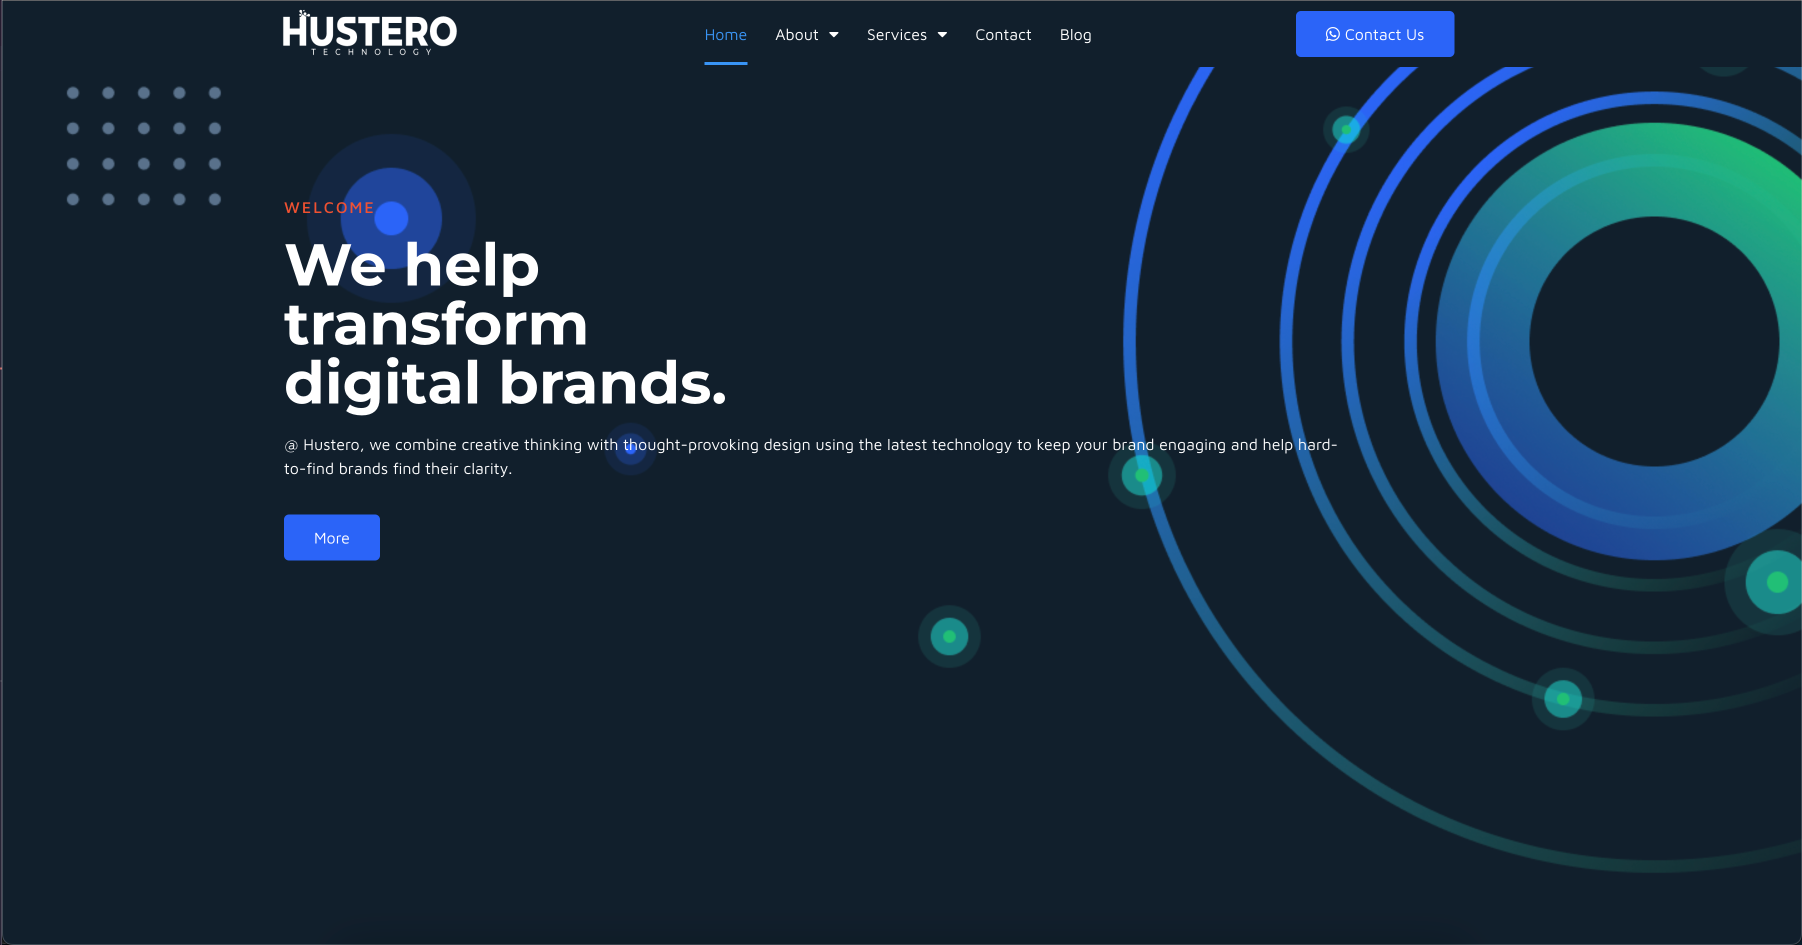 HUSTERO
TECHNOLOGY
Home About Services Contact Blog
Contact Us
WELCOME
We help
transform
digital brands.
@ Hustero, we combine creative thinking with thought-provoking design using the latest technology to keep your brand engaging and help hard-
to-find brands find their clarity.
More